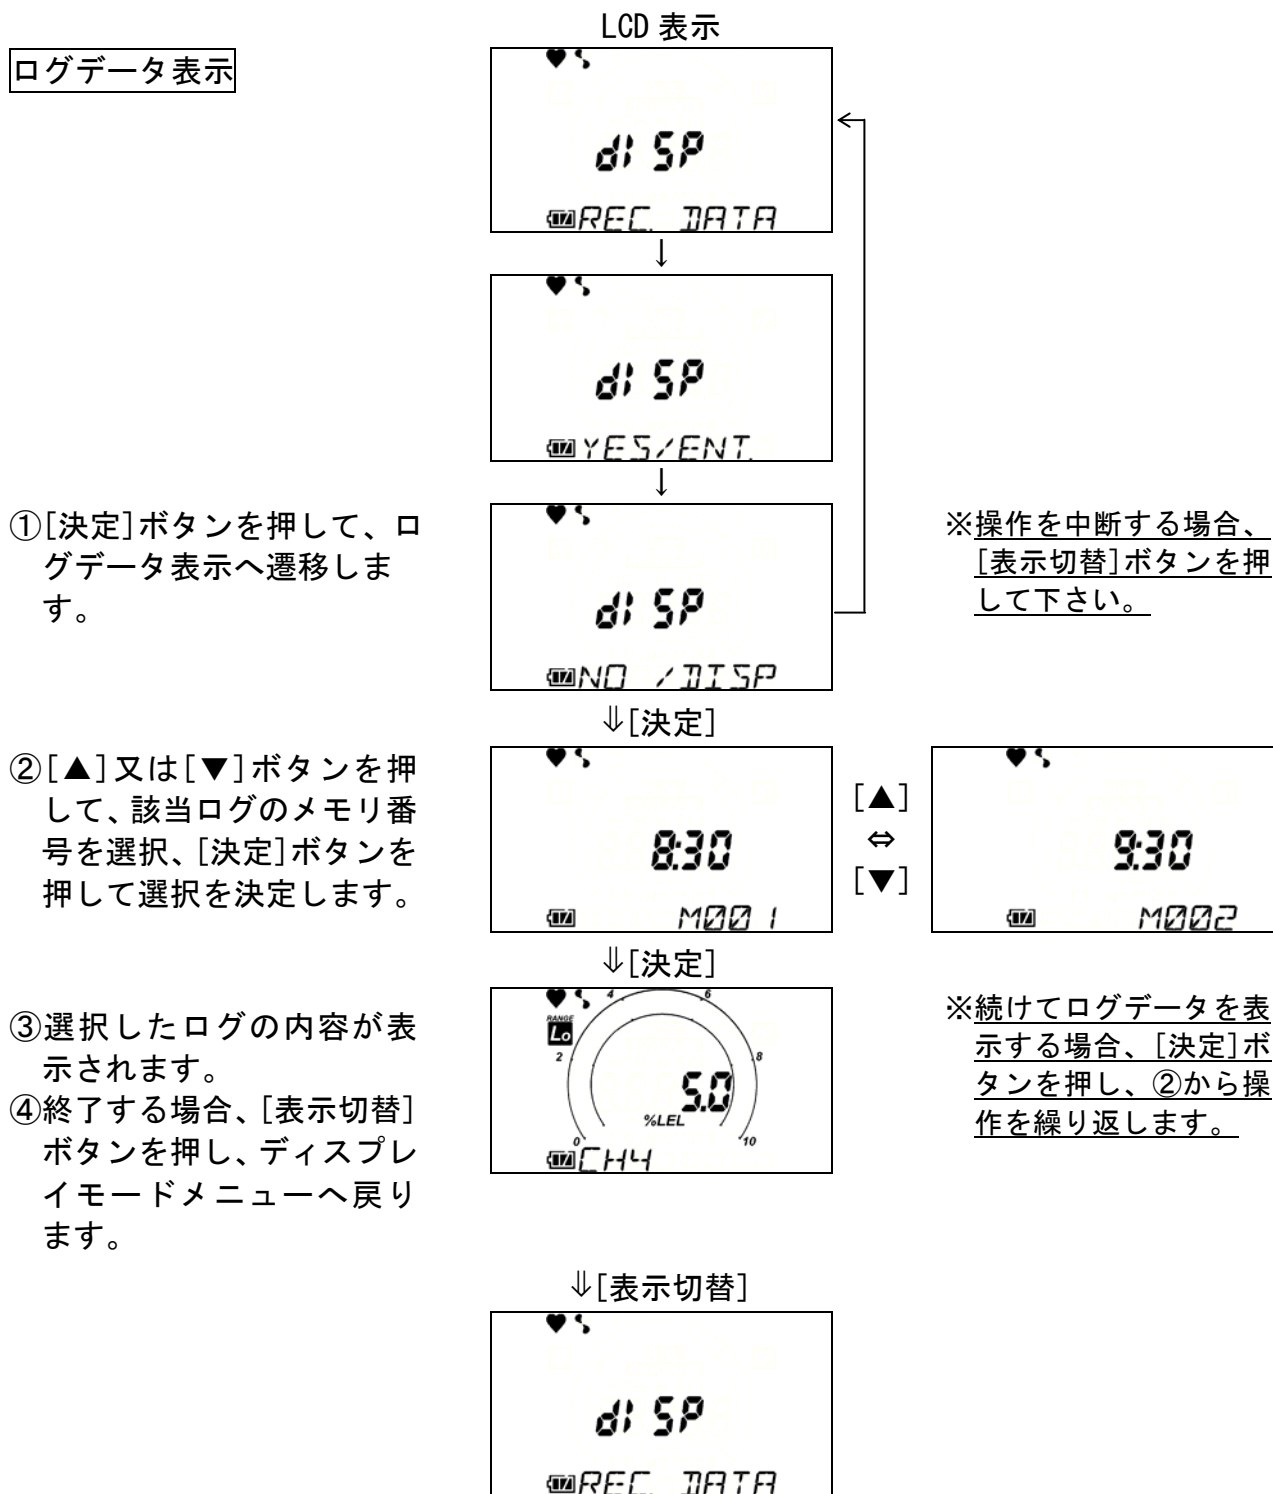 LCD 表示
ログデータ表示
di SP
REC. DATA
↓
di SP
YES/ENT.
↓
①[決定]ボタンを押して、ロ
グデータ表示へ遷移しま
す。
di SP
NO /DISP
※操作を中断する場合、
[表示切替]ボタンを押
して下さい。
⇓[決定]
②[▲]又は[▼]ボタンを押
して、該当ログのメモリ番
号を選択、[決定]ボタンを
押して選択を決定します。
8:30
M001
[▲]
⇔
[▼]
9:30
M002
⇓[決定]
③選択したログの内容が表
示されます。
④終了する場合、[表示切替]
ボタンを押し、ディスプレ
イモードメニューへ戻り
ます。
4 6
RANGE
Lo
2 8
5.0
%LEL
0 10
CH4
※続けてログデータを表
示する場合、[決定]ボ
タンを押し、②から操
作を繰り返します。
⇓[表示切替]
di SP
REC. DATA